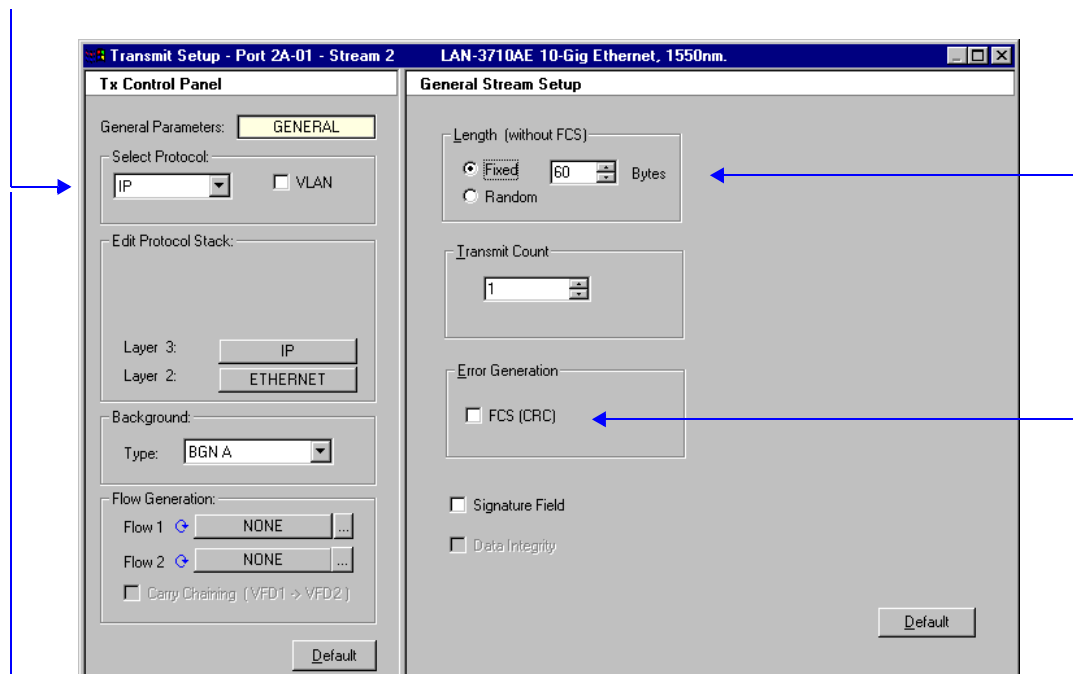 Transmit Setup - Port 2A-01 - Stream 2 LAN-3710AE 10-Gig Ethernet, 1550nm.
Tx Control Panel
General Parameters: GENERAL
Select Protocol:
IP VLAN
Edit Protocol Stack:
Layer 3: IP
Layer 2: ETHERNET
Background:
Type: BGN A
Flow Generation:
Flow 1 NONE ...
Flow 2 NONE ...
Carry Chaining (VFD1 -> VFD2)
Default
General Stream Setup
Length (without FCS)
Fixed 60 Bytes
Random
Transmit Count
1
Error Generation
FCS (CRC)
Signature Field
Data Integrity
Default